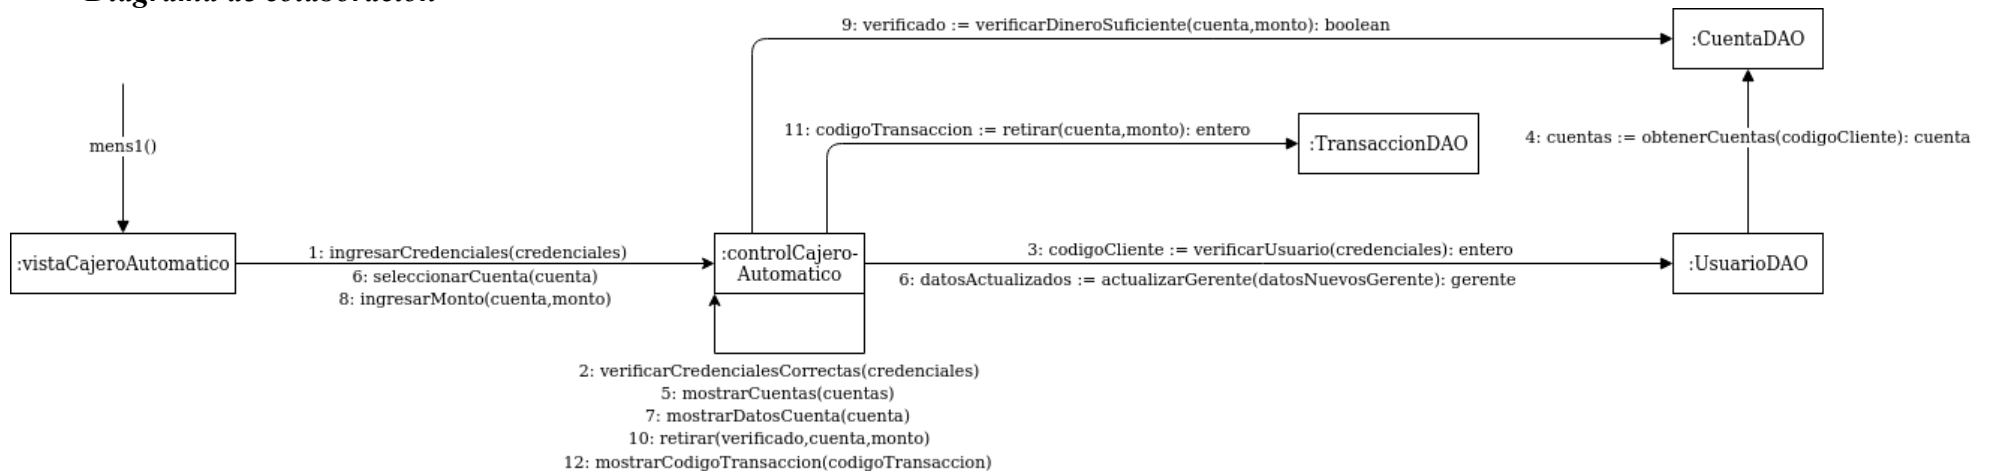 Diagrama de colaboración
9: verificado := verificarDineroSuficiente(cuenta,monto): boolean
:CuentaDAO
11: codigoTransaccion := retirar(cuenta,monto): entero
:TransaccionDAO
4: cuentas := obtenerCuentas(codigoCliente): cuenta
mens1()
:vistaCajeroAutomatico
1: ingresarCredenciales(credenciales)
6: seleccionarCuenta(cuenta)
8: ingresarMonto(cuenta,monto)
:controlCajero-
Automatico
3: codigoCliente := verificarUsuario(credenciales): entero
6: datosActualizados := actualizarGerente(datosNuevosGerente): gerente
:UsuarioDAO
2: verificarCredencialesCorrectas(credenciales)
5: mostrarCuentas(cuentas)
7: mostrarDatosCuenta(cuenta)
10: retirar(verificado,cuenta,monto)
12: mostrarCodigoTransaccion(codigoTransaccion)